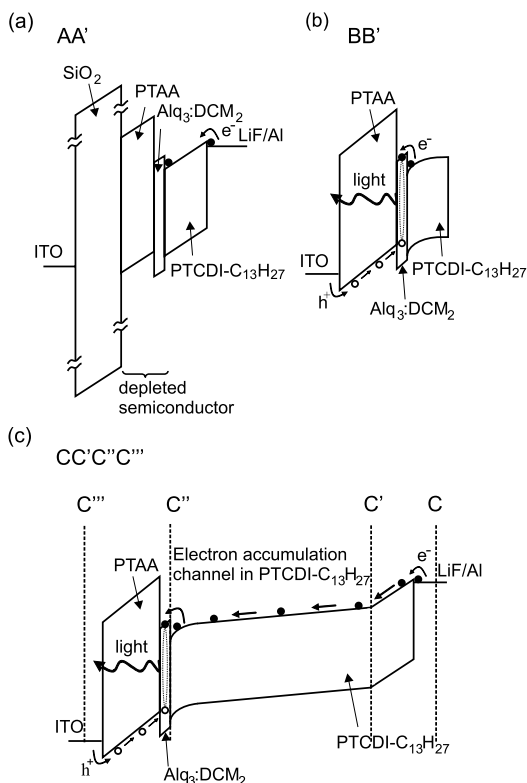 (a)
AA'
SiO2
PTAA
Alq3:DCM2
e-
LiF/Al
ITO
PTCDI-C13H27
depleted
semiconductor
(b)
BB'
PTAA
e-
light
ITO
h+
PTCDI-C13H27
Alq3:DCM2
(c)
CC'C''C'''
C'''
C''
C'
C
PTAA
Electron accumulation
channel in PTCDI-C13H27
e-
LiF/Al
light
ITO
h+
Alq3:DCM2
PTCDI-C13H27